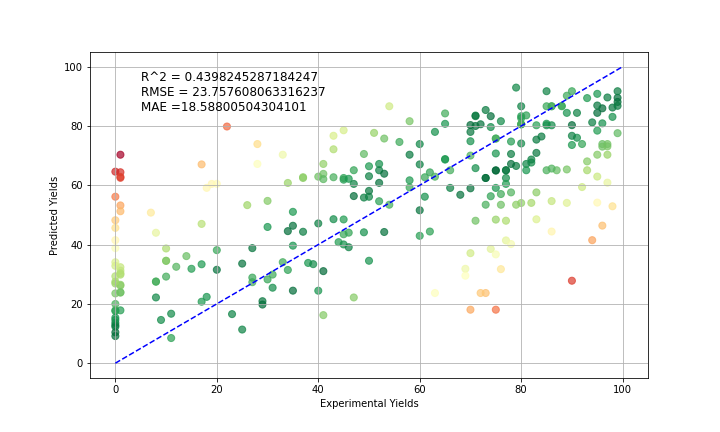 R^2 = 0.4398245287184247
RMSE = 23.757608063316237
MAE =18.58800504304101
100
80
60
40
20
0
Predicted Yields
0 20 40 60 80 100
Experimental Yields